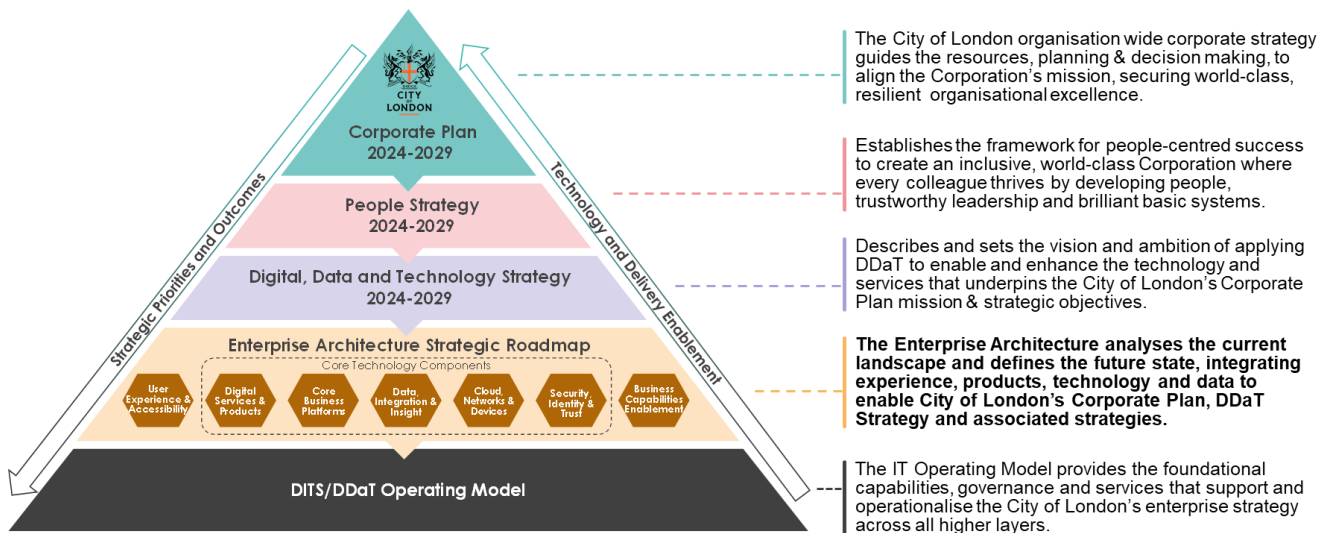 CITY
OF
LONDON
Corporate Plan
2024-2029
People Strategy
2024-2029
Digital, Data and Technology Strategy
2024-2029
Enterprise Architecture Strategic Roadmap
Core Technology Components
User
Experience &
Accessibility
Digital
Services &
Products
Core
Business
Platforms
Data,
Integration &
Insight
Cloud,
Networks &
Devices
Security,
Identity &
Trust
Business
Capabilities
Enablement
DITS/DDaT Operating Model
Strategic Priorities and Outcomes
Technology and Delivery Enablement
The City of London organisation wide corporate strategy
guides the resources, planning & decision making, to
align the Corporation's mission, securing world-class,
resilient organisational excellence.
Establishes the framework for people-centred success
to create an inclusive, world-class Corporation where
every colleague thrives by developing people,
trustworthy leadership and brilliant basic systems.
Describes and sets the vision and ambition of applying
DDaT to enable and enhance the technology and
services that underpins the City of London's Corporate
Plan mission & strategic objectives.
The Enterprise Architecture analyses the current
landscape and defines the future state, integrating
experience, products, technology and data to
enable City of London's Corporate Plan, DDaT
Strategy and associated strategies.
The IT Operating Model provides the foundational
capabilities, governance and services that support and
operationalise the City of London's enterprise strategy
across all higher layers.